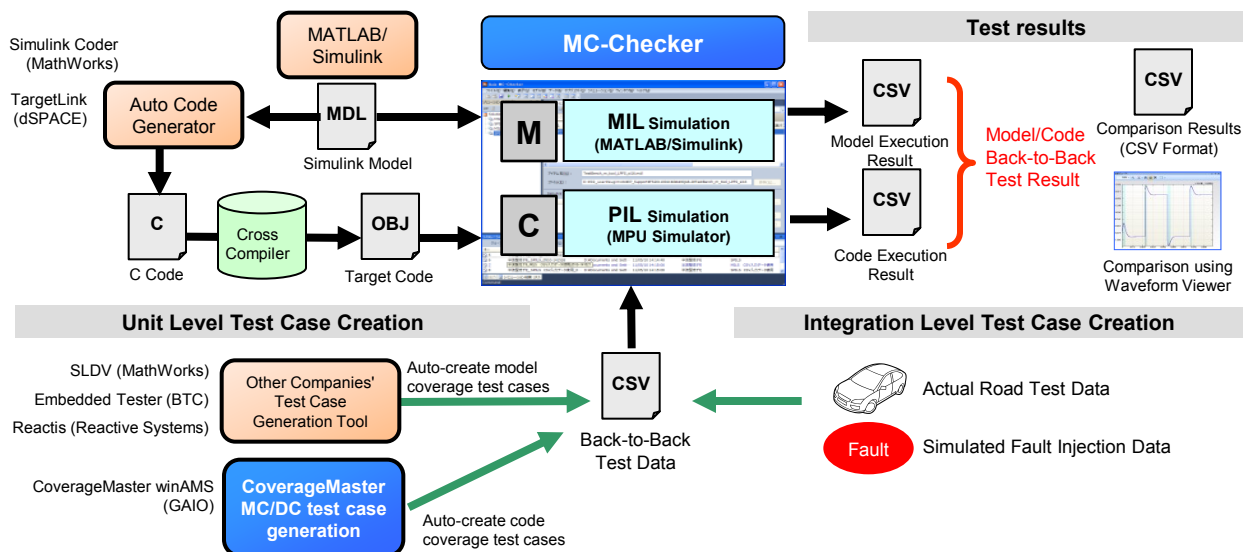 Simulink Coder
(MathWorks)
TargetLink
(dSPACE)
MATLAB/
Simulink
MC-Checker
Test results
Auto Code
Generator
MDL
Simulink Model
M
MIL Simulation
(MATLAB/Simulink)
CSV
Model Execution
Result
Model/Code
Back-to-Back
Test Result
CSV
Comparison Results
(CSV Format)
C
C Code
Cross
Compiler
OBJ
Target Code
C
PIL Simulation
(MPU Simulator)
CSV
Code Execution
Result
Comparison using
Waveform Viewer
Unit Level Test Case Creation
Integration Level Test Case Creation
SLDV (MathWorks)
Embedded Tester (BTC)
Reactis (Reactive Systems)
Other Companies'
Test Case
Generation Tool
Auto-create model
coverage test cases
CSV
Back-to-Back
Test Data
Actual Road Test Data
Fault
Simulated Fault Injection Data
CoverageMaster winAMS
(GAIO)
CoverageMaster
MC/DC test case
generation
Auto-create code
coverage test cases